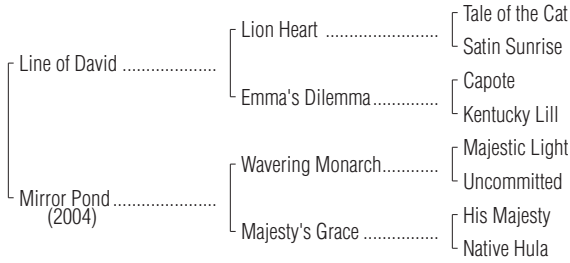 Tale of the Cat
Lion Heart ........................
Satin Sunrise
Line of David ....................
Capote
Emma's Dilemma..............
Kentucky Lill
Majestic Light
Wavering Monarch............
Uncommitted
Mirror Pond ......................
(2004)
His Majesty
Majesty's Grace ................
Native Hula